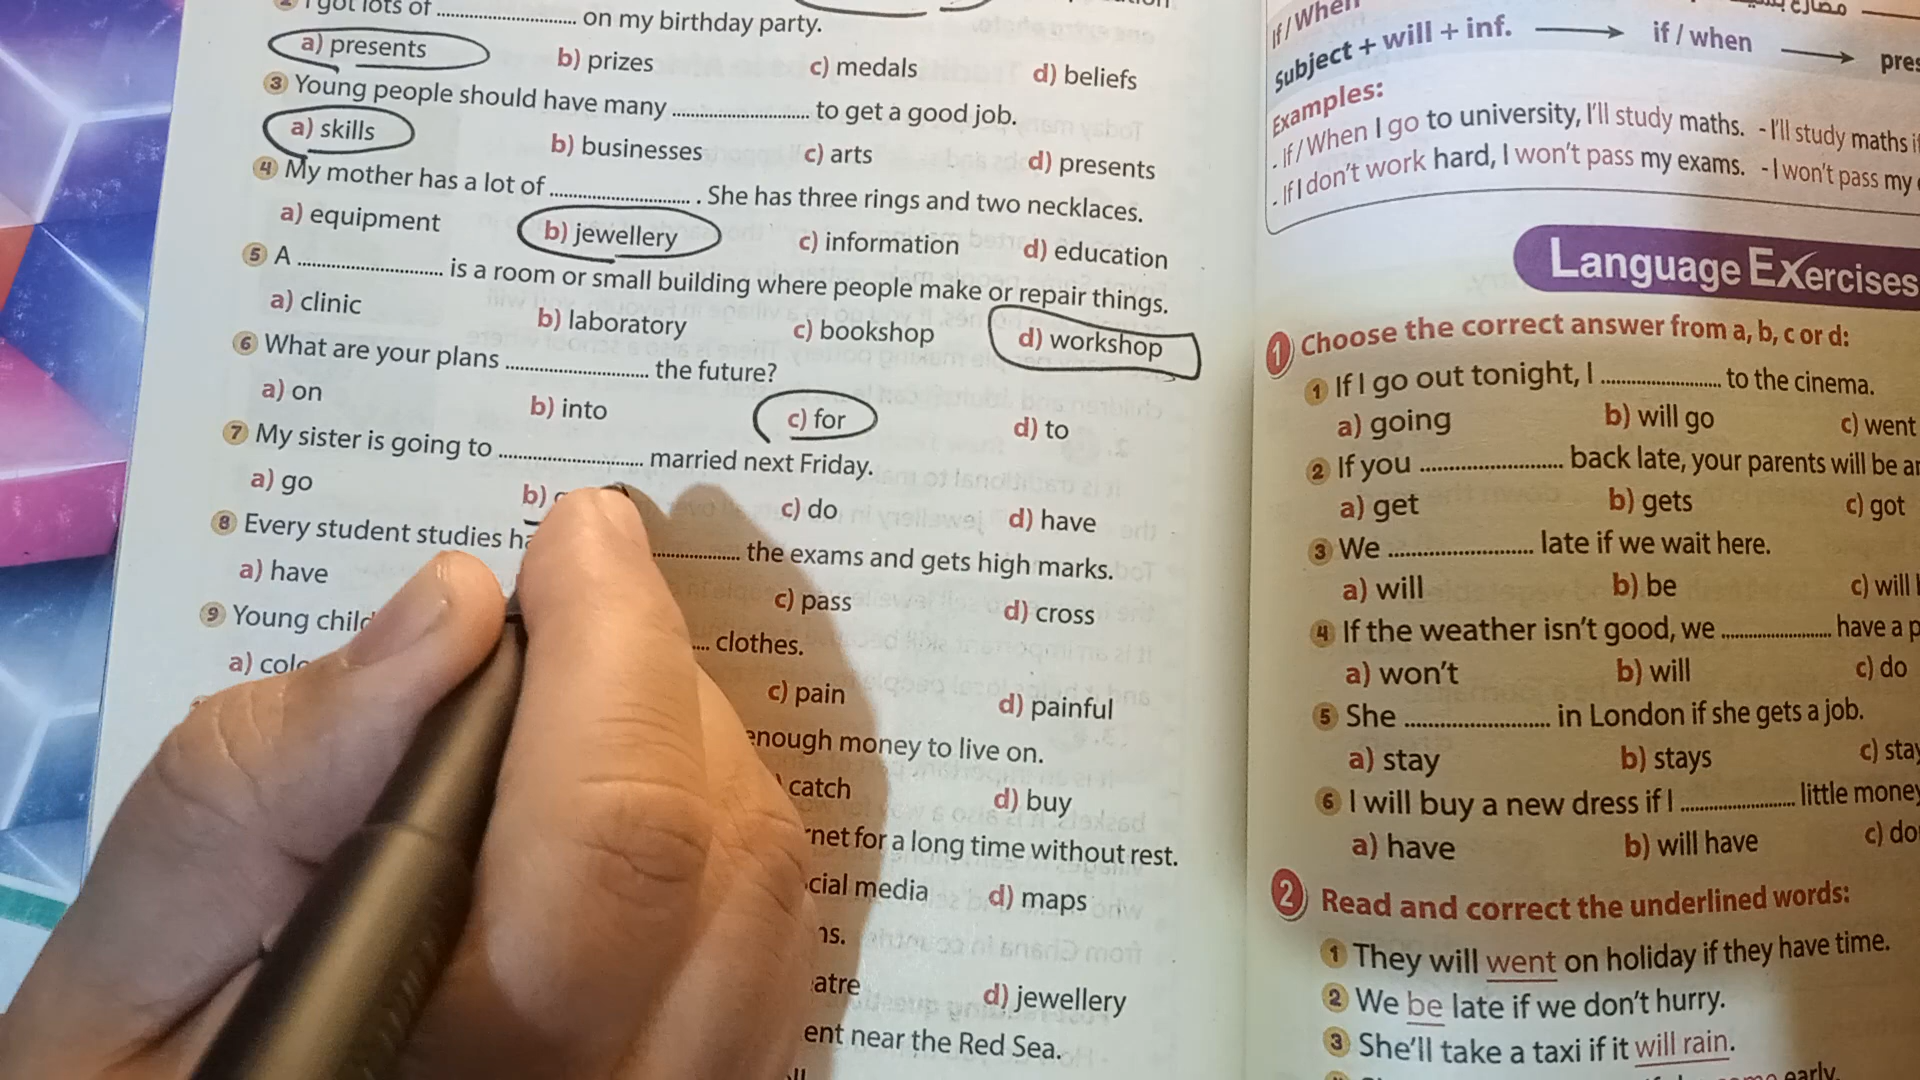 I got lots of ........................ on my birthday party.
a) presents b) prizes c) medals d) beliefs
3 Young people should have many ........................ to get a good job.
a) skills b) businesses c) arts d) presents
4 My mother has a lot of ........................ . She has three rings and two necklaces.
a) equipment b) jewellery c) information d) education
5 A ........................ is a room or small building where people make or repair things.
a) clinic b) laboratory c) bookshop d) workshop
6 What are your plans ........................ the future?
a) on b) into c) for d) to
7 My sister is going to ........................ married next Friday.
a) go b) c) do d) have
8 Every student studies ........................ the exams and gets high marks.
a) have c) pass d) cross
9 Young ........................ clothes.
a) c) pain d) painful
enough money to live on.
catch d) buy
for a long time without rest.
media d) maps
d) jewellery
near the Red Sea.
If / When
Subject + will + inf. → if / when →
Examples:
. If / When I go to university, I'll study maths. - I'll study maths
. If I don't work hard, I won't pass my exams. - I won't pass my
Language Exercises
1 Choose the correct answer from a, b, c or d:
1 If I go out tonight, I ........................ to the cinema.
a) going b) will go c) went
2 If you ........................ back late, your parents will be
a) get b) gets c) got
3 We ........................ late if we wait here.
a) will b) be c) will
4 If the weather isn't good, we ........................ have a
a) won't b) will c) do
5 She ........................ in London if she gets a job.
a) stay b) stays c)
6 I will buy a new dress if I ........................ little money
a) have b) will have c) do
2 Read and correct the underlined words:
1 They will went on holiday if they have time.
2 We be late if we don't hurry.
3 She'll take a taxi if it will rain.
early.